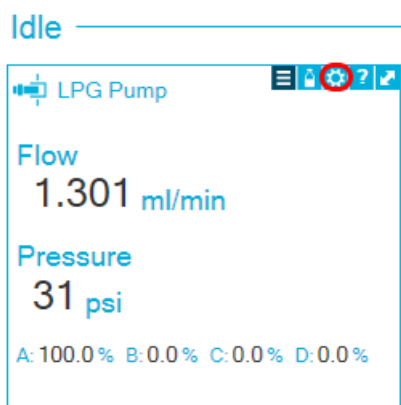 Idle
LPG Pump ?
Flow
1.301 ml/min
Pressure
31 psi
A: 100.0 % B: 0.0 % C: 0.0 % D: 0.0 %